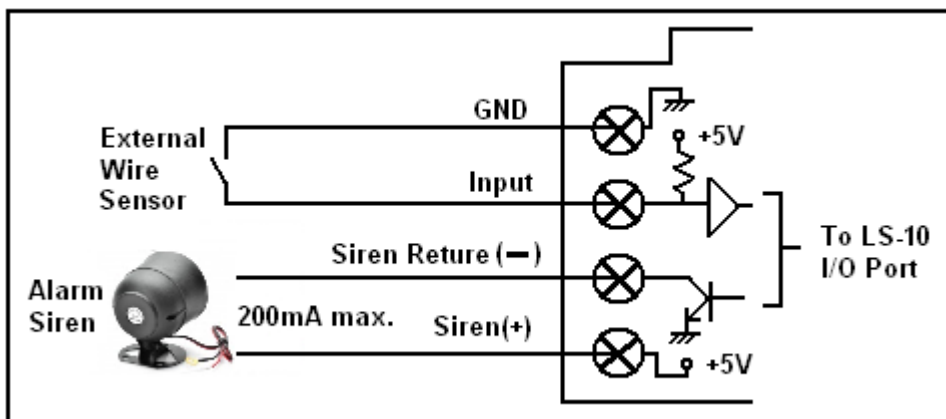 GND
+5V
External
Wire
Sensor
Input
To LS-10
I/O Port
Siren Reture (−)
Alarm
Siren
200mA max.
Siren(+)
+5V